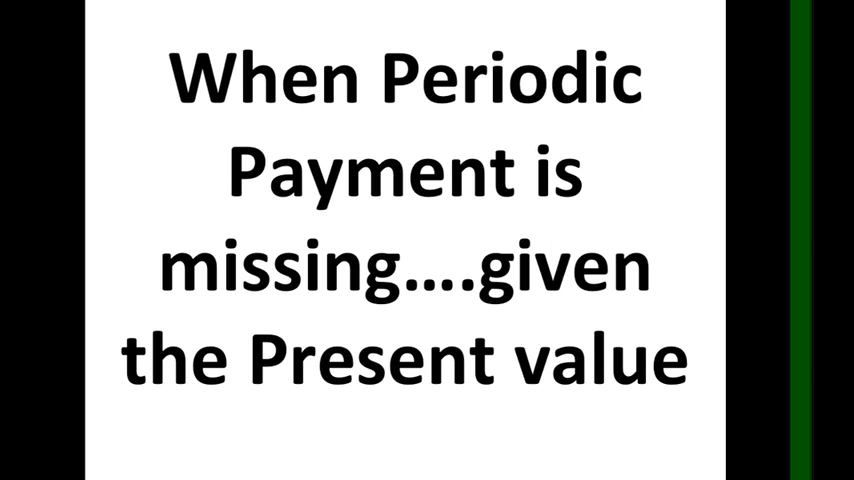 When Periodic
Payment is
missing....given
the Present value